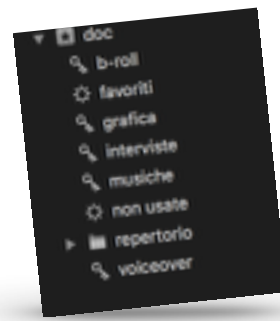 doc
b-roll
favoriti
grafica
interviste
musiche
non usate
repertorio
voiceover